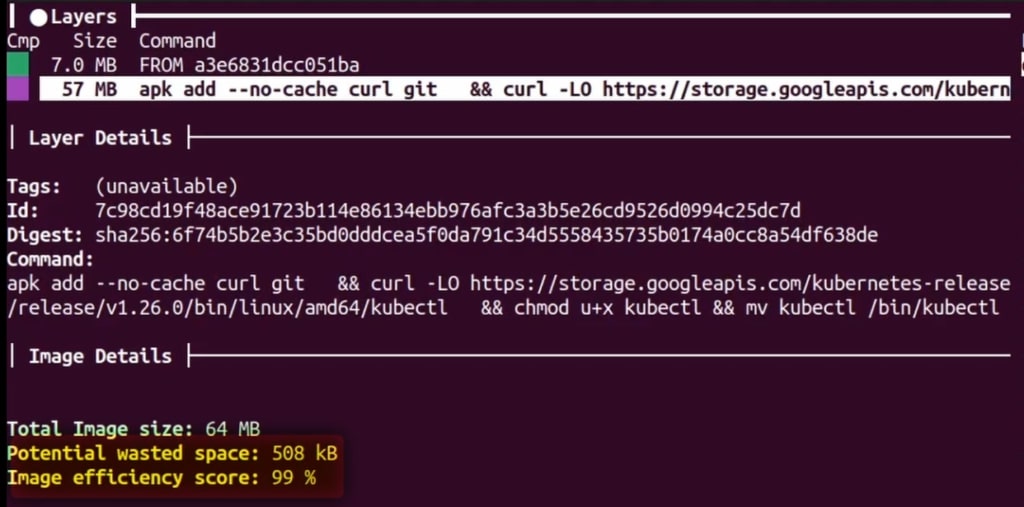 | ●Layers |
Cmp Size Command
7.0 MB FROM a3e6831dcc051ba
57 MB apk add --no-cache curl git && curl -LO https://storage.googleapis.com/kubern
| Layer Details |
Tags: (unavailable)
Id: 7c98cd19f48ace91723b114e86134ebb976afc3a3b5e26cd9526d0994c25dc7d
Digest: sha256:6f74b5b2e3c35bd0dddcea5f0da791c34d5558435735b0174a0cc8a54df638de
Command:
apk add --no-cache curl git && curl -LO https://storage.googleapis.com/kubernetes-release
/release/v1.26.0/bin/linux/amd64/kubectl && chmod u+x kubectl && mv kubectl /bin/kubectl
| Image Details |
Total Image size: 64 MB
Potential wasted space: 508 kB
Image efficiency score: 99 %